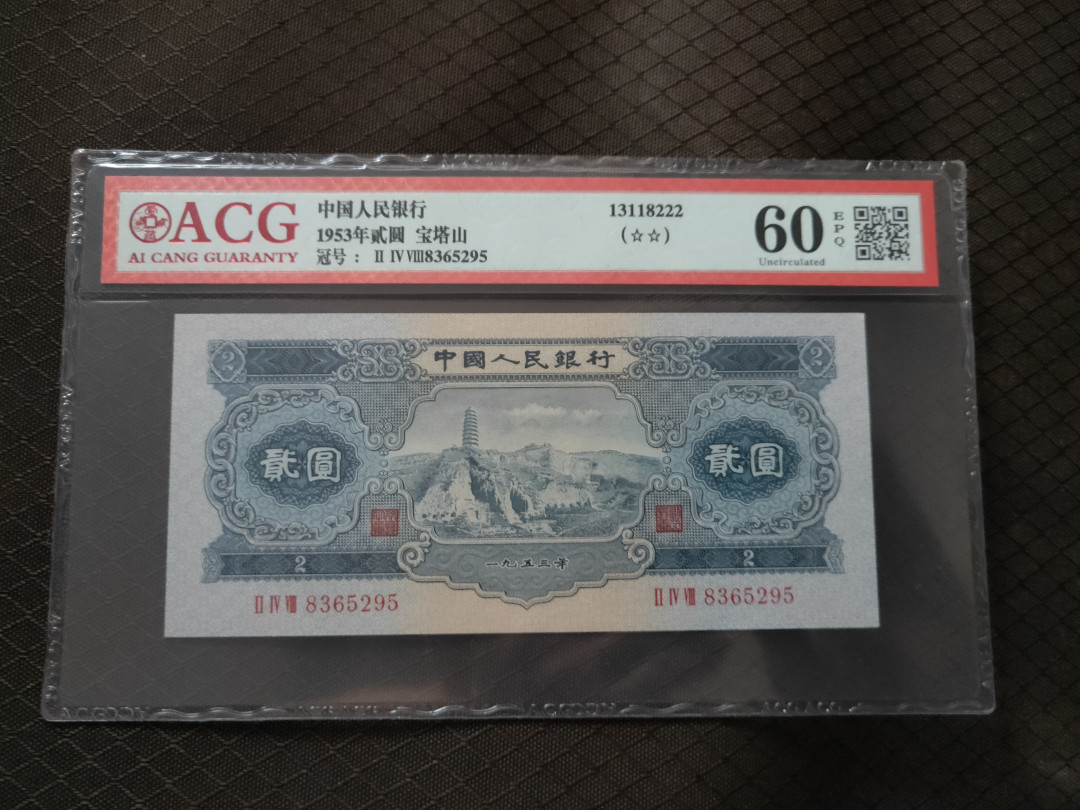 ACG
AI CANG GUARANTY
中国人民银行
1953年贰圆 宝塔山
冠号： Ⅱ Ⅳ Ⅷ8365295
13118222
(☆☆)
60
Uncirculated
EPQ
中國人民銀行
2
2
貳圓
貳圓
一九五三年
2
2
Ⅱ Ⅳ Ⅷ 8365295
Ⅱ Ⅳ Ⅷ 8365295